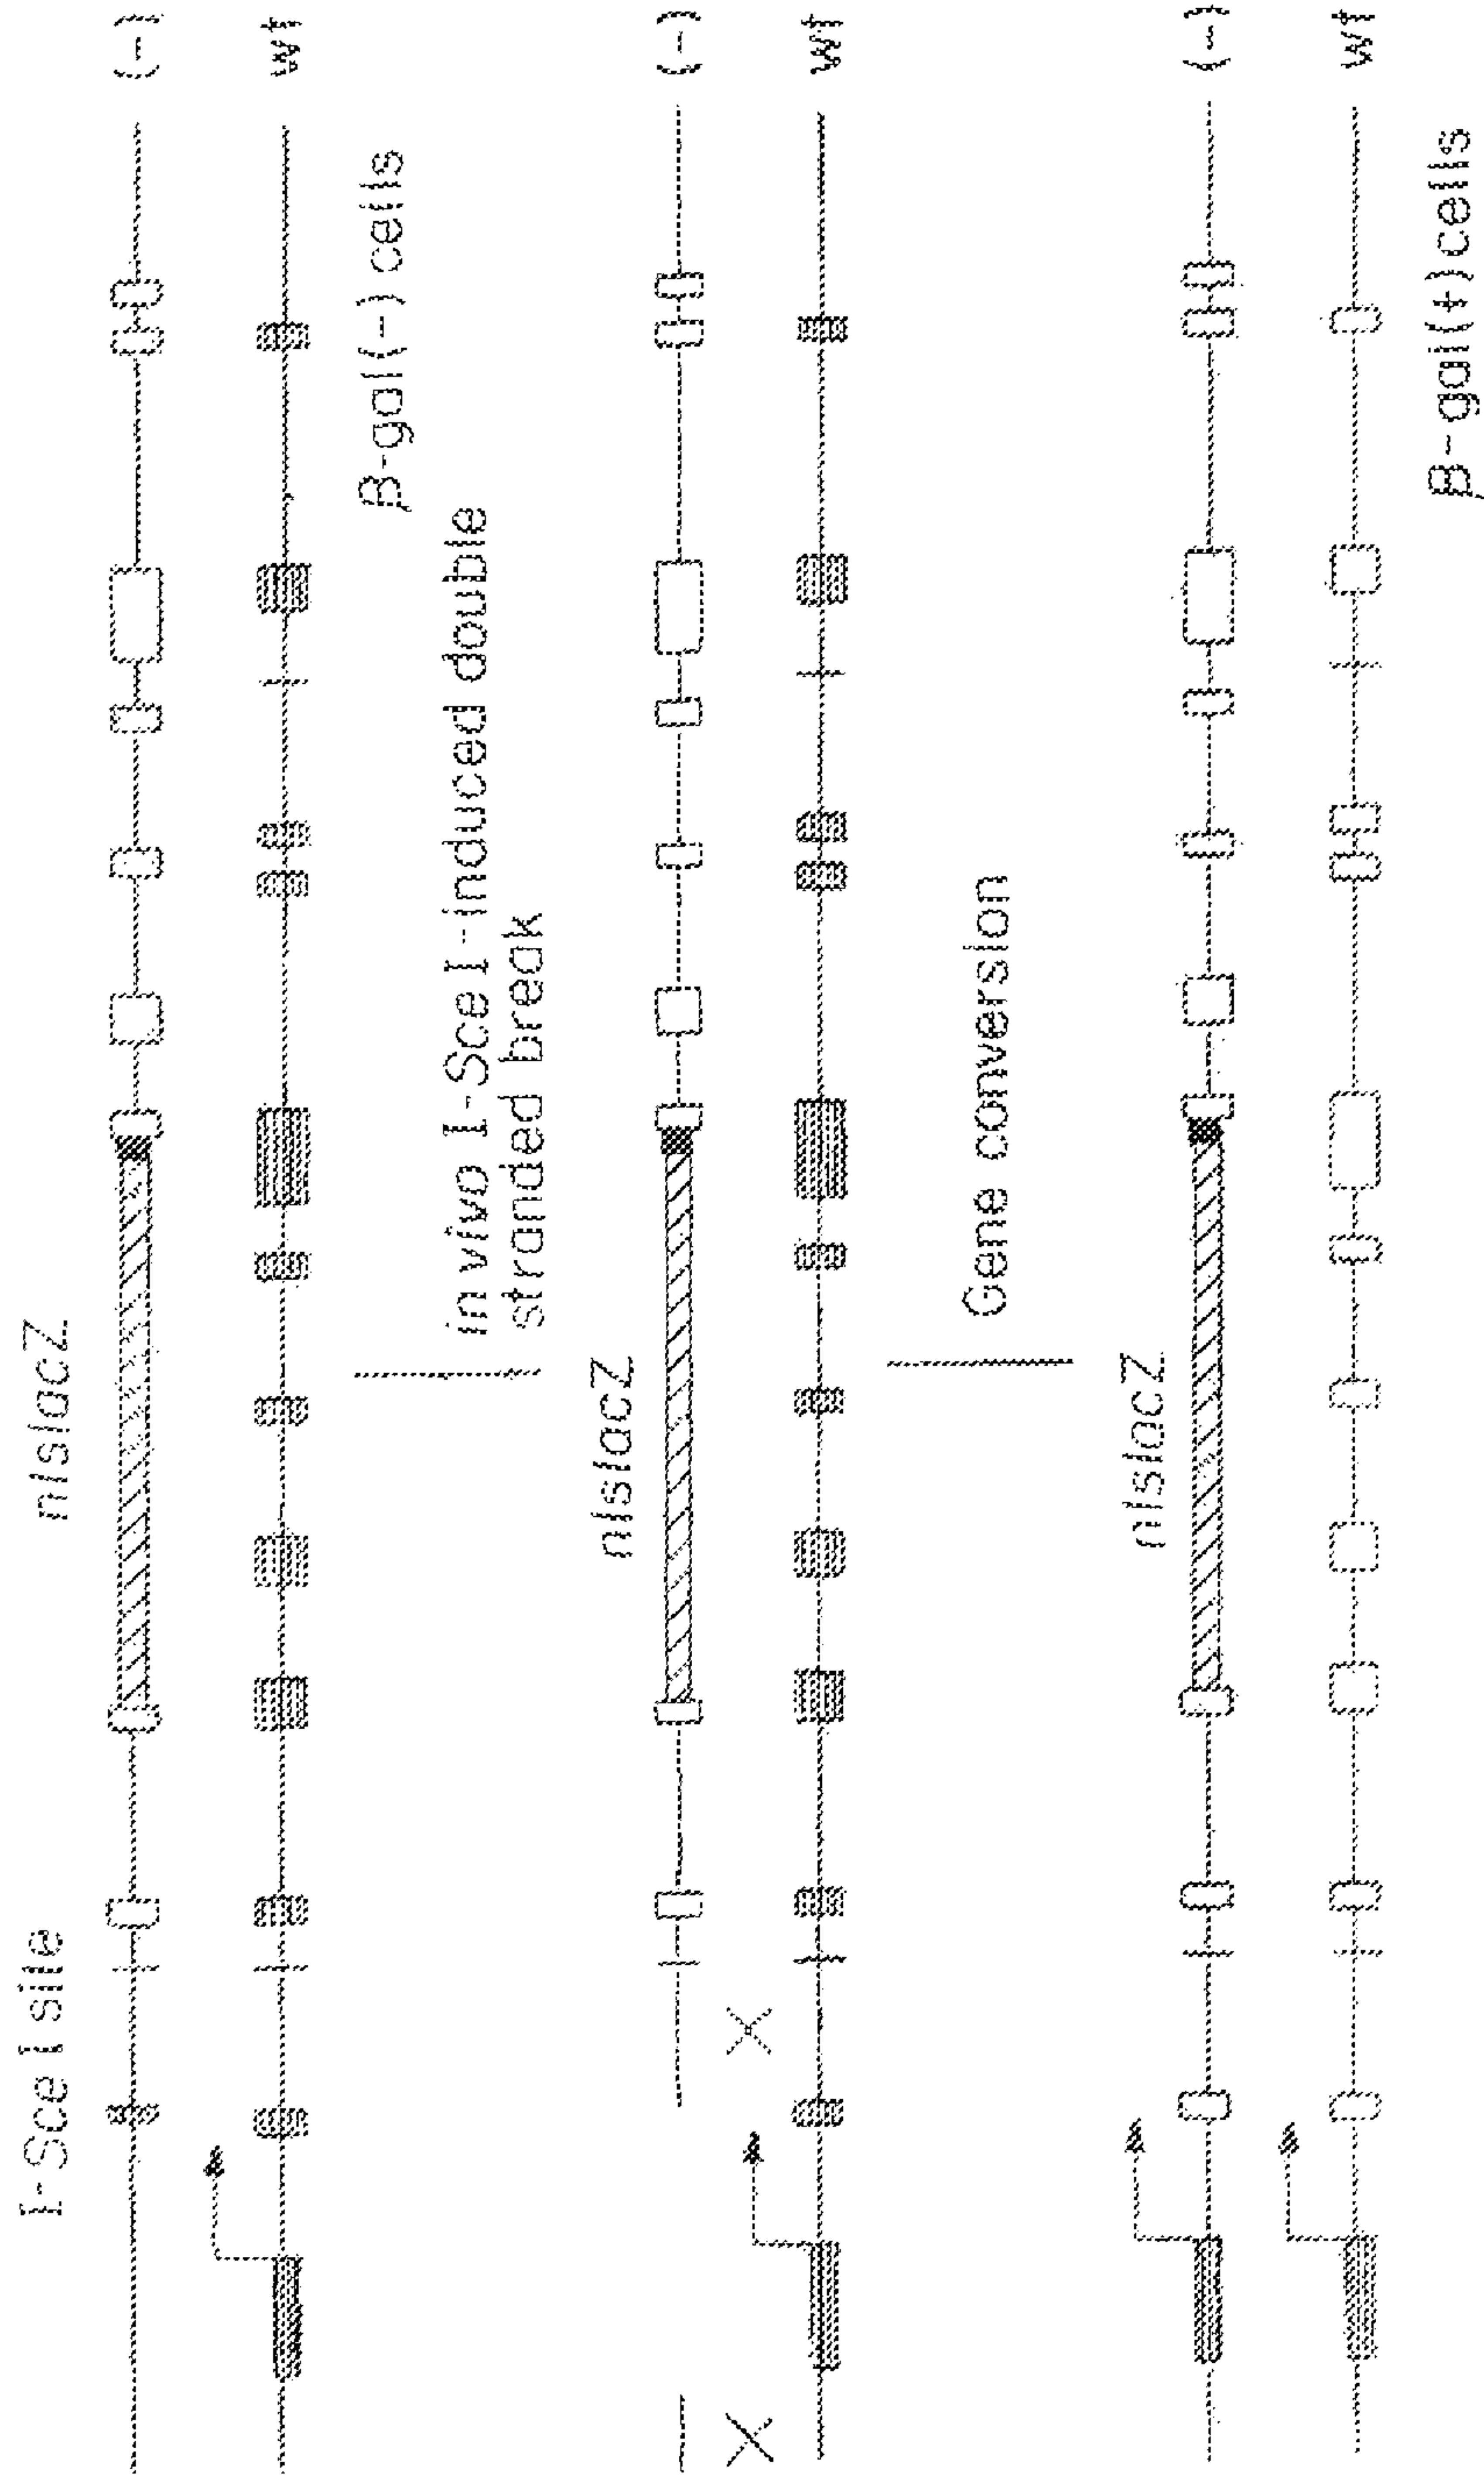 I-Sce I site
nlslacZ
(-)
wt
β-gal(-) cells
in vivo I-Sce I-induced double
stranded break
nlslacZ
(-)
wt
Gene conversion
nlslacZ
(-)
wt
β-gal(+) cells